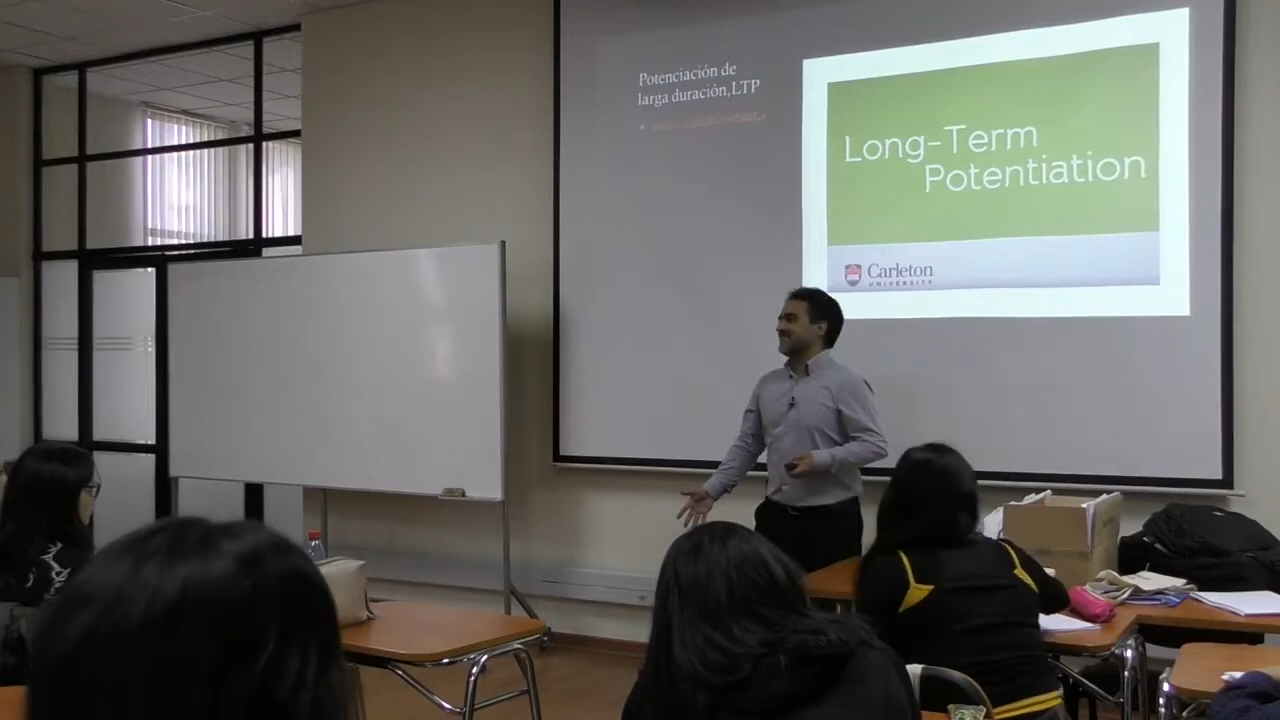 Potenciación de
larga duración, LTP
Long-Term
Potentiation
Carleton
UNIVERSITY